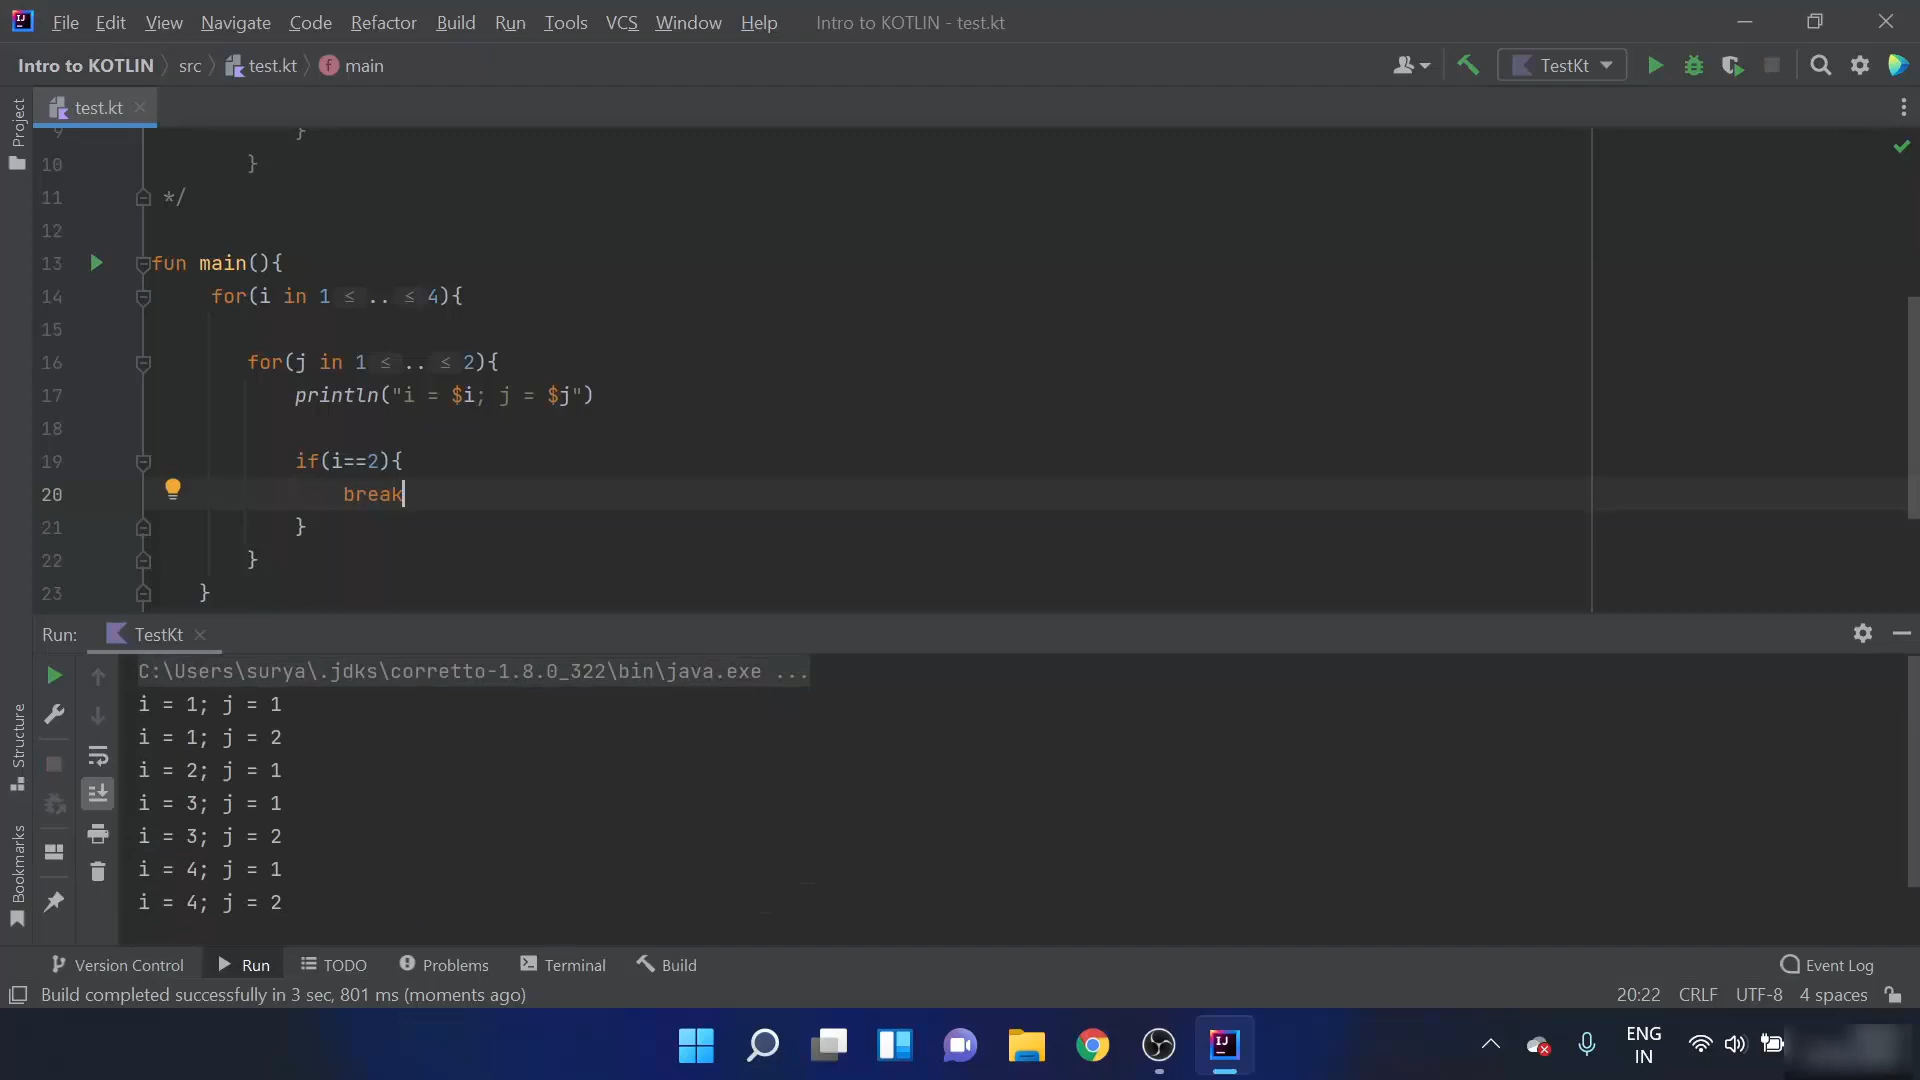 File Edit View Navigate Code Refactor Build Run Tools VCS Window Help Intro to KOTLIN - test.kt
Intro to KOTLIN src test.kt f main TestKt
Project
test.kt
9 }
10 }
11 */
12
13 fun main(){
14 for(i in 1 ≤ .. ≤ 4){
15
16 for(j in 1 ≤ .. ≤ 2){
17 println("i = $i; j = $j")
18
19 if(i==2){
20 break
21 }
22 }
23 }
Run: TestKt
C:\Users\surya\.jdks\corretto-1.8.0_322\bin\java.exe ...
i = 1; j = 1
i = 1; j = 2
i = 2; j = 1
i = 3; j = 1
i = 3; j = 2
i = 4; j = 1
i = 4; j = 2
Structure
Bookmarks
Version Control Run TODO Problems Terminal Build Event Log
Build completed successfully in 3 sec, 801 ms (moments ago) 20:22 CRLF UTF-8 4 spaces
IJ
ENG
IN